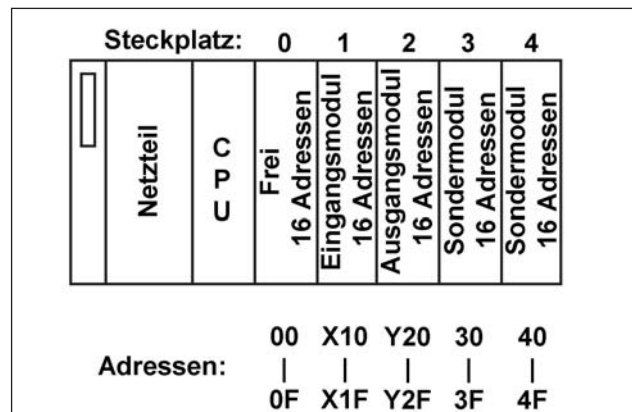 Steckplatz: 0 1 2 3 4
Netzteil
CPU
Frei
16 Adressen
Eingangsmodul
16 Adressen
Ausgangsmodul
16 Adressen
Sondermodul
16 Adressen
Sondermodul
16 Adressen
00 X10 Y20 30 40
Adressen: | | | | |
0F X1F Y2F 3F 4F